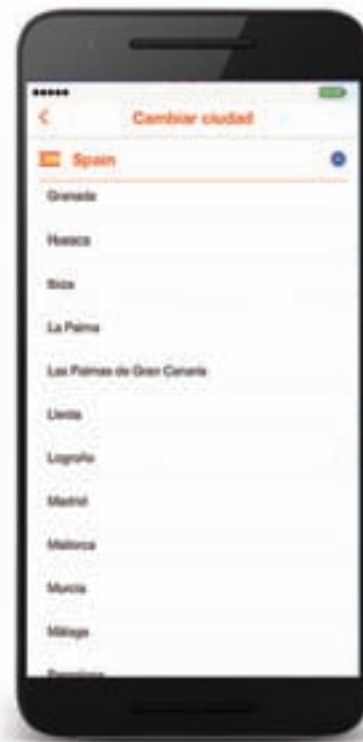 Cambiar ciudad
Spain
Granada
Huesca
Ibiza
La Palma
Las Palmas de Gran Canaria
Lleida
Logroño
Madrid
Mallorca
Murcia
Málaga